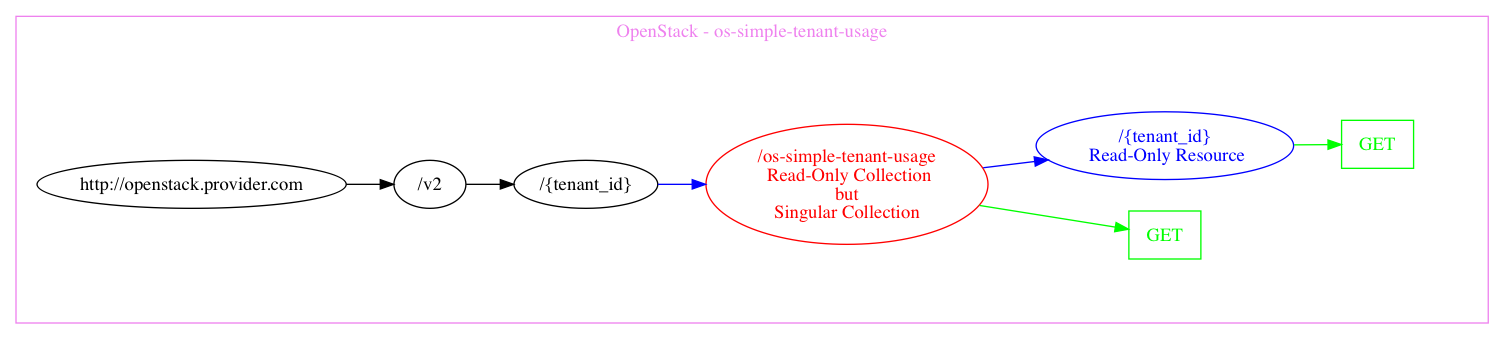 OpenStack - os-simple-tenant-usage
http://openstack.provider.com
/v2
/{tenant_id}
/os-simple-tenant-usage
Read-Only Collection
but
Singular Collection
/{tenant_id}
Read-Only Resource
GET
GET